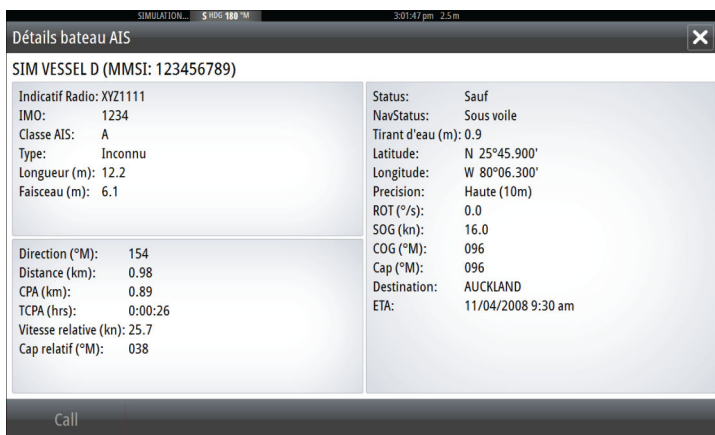 SIMULATION... S HDG 180 °M 3:01:47 pm 2.5 m
Détails bateau AIS
SIM VESSEL D (MMSI: 123456789)
Indicatif Radio: XYZ1111
IMO: 1234
Classe AIS: A
Type: Inconnu
Longueur (m): 12.2
Faisceau (m): 6.1
Direction (°M): 154
Distance (km): 0.98
CPA (km): 0.89
TCPA (hrs): 0:00:26
Vitesse relative (kn): 25.7
Cap relatif (°M): 038
Status: Sauf
NavStatus: Sous voile
Tirant d'eau (m): 0.9
Latitude: N 25°45.900'
Longitude: W 80°06.300'
Precision: Haute (10m)
ROT (°/s): 0.0
SOG (kn): 16.0
COG (°M): 096
Cap (°M): 096
Destination: AUCKLAND
ETA: 11/04/2008 9:30 am
Call